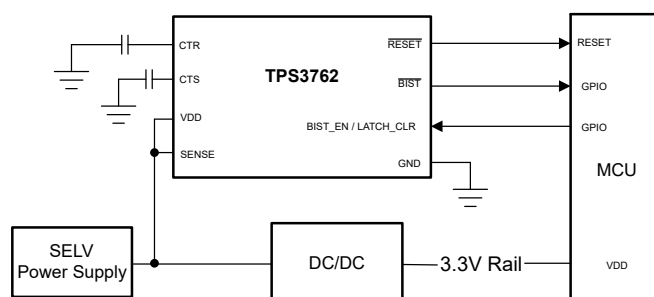 CTR
CTS
VDD
SENSE
TPS3762
RESET
BIST
BIST_EN / LATCH_CLR
GND
RESET
GPIO
GPIO
MCU
VDD
SELV
Power Supply
DC/DC
3.3V Rail